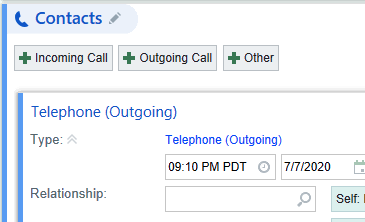 Contacts
Incoming Call Outgoing Call Other
Telephone (Outgoing)
Type: Telephone (Outgoing)
09:10 PM PDT 7/7/2020
Relationship: Self: